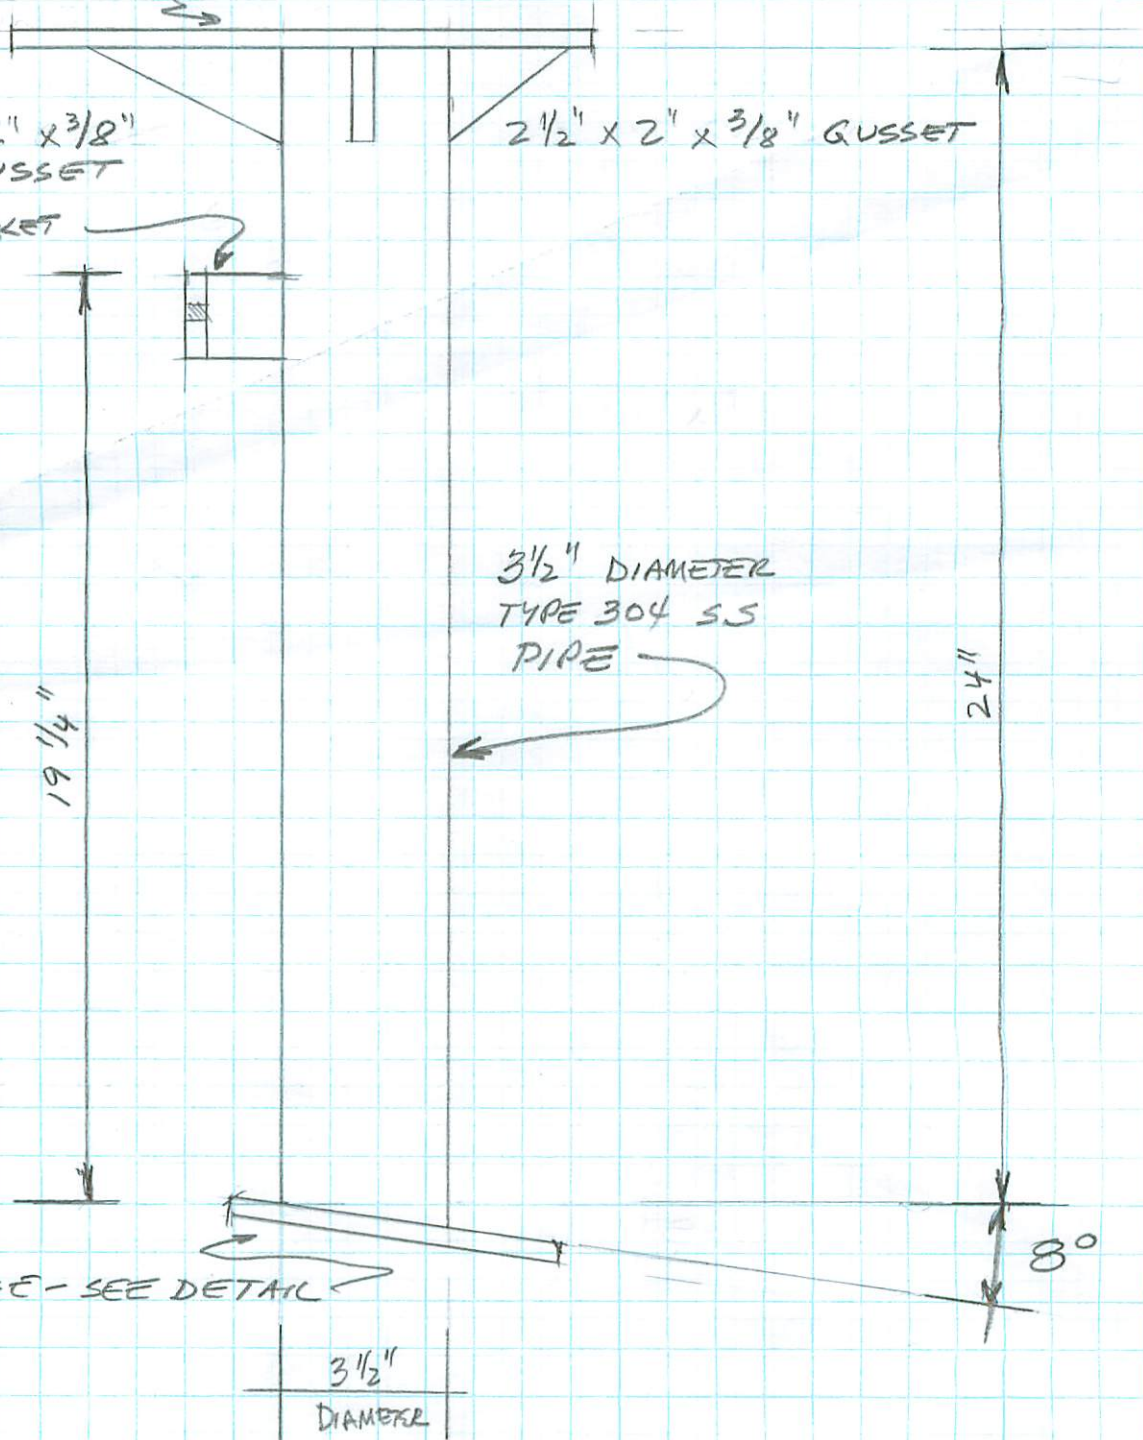 x 3/8"
2 1/2" x 2" x 3/8" GUSSET
19 1/4"
3 1/2" DIAMETER
TYPE 304 SS
PIPE
24"
8°
- SEE DETAIL
3 1/2"
DIAMETER